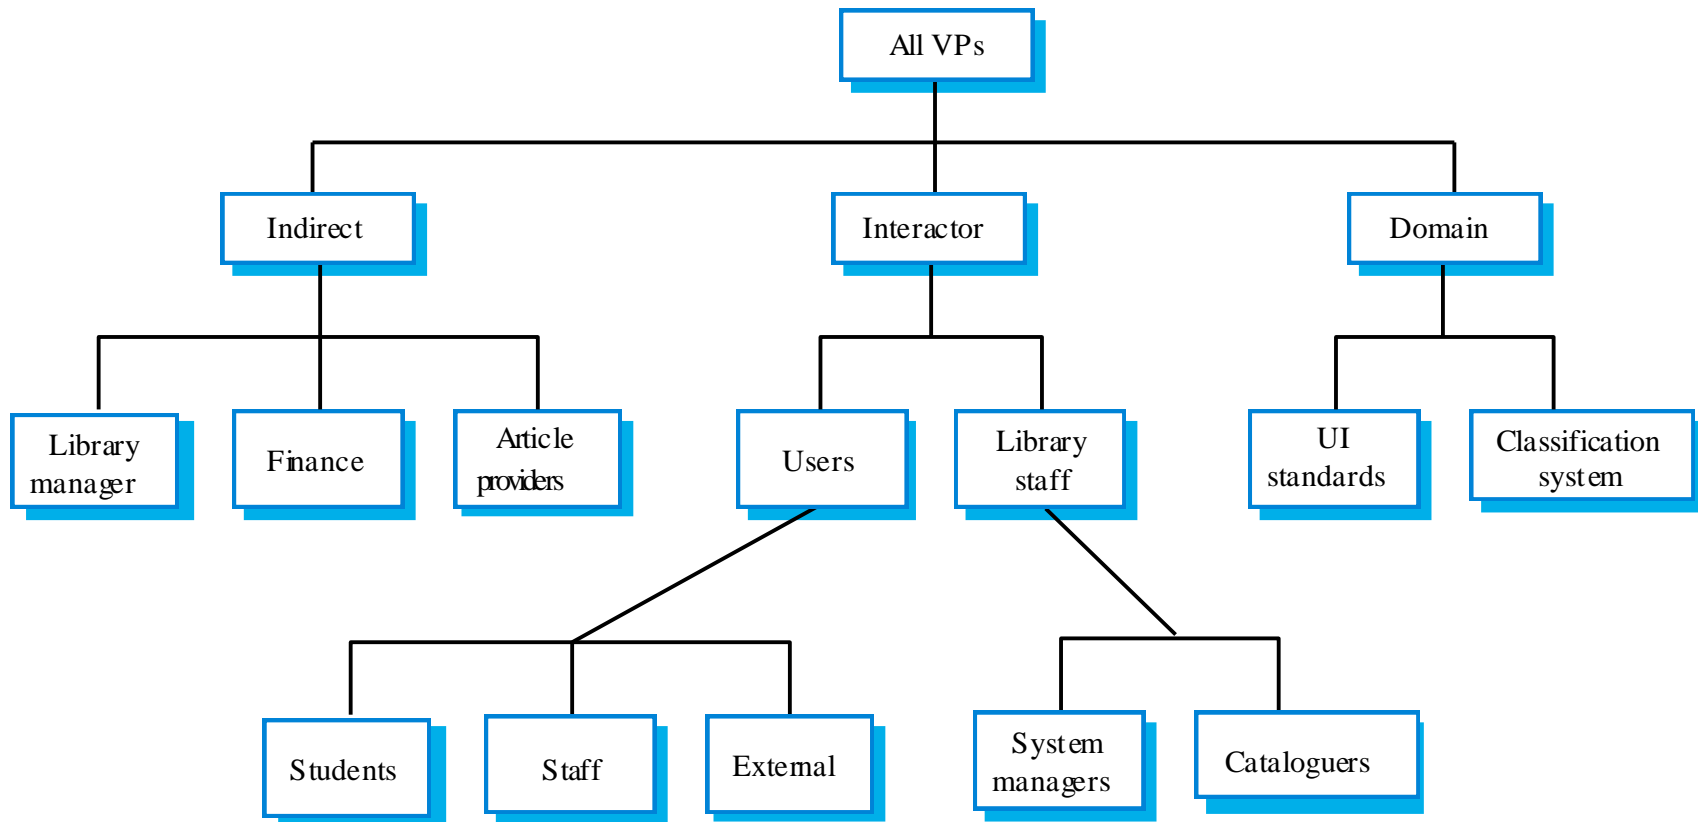 All VPs
Indirect
Interactor
Domain
Library
manager
Finance
Article
providers
Users
Library
staff
UI
standards
Classification
system
Students
Staff
External
System
managers
Cataloguers